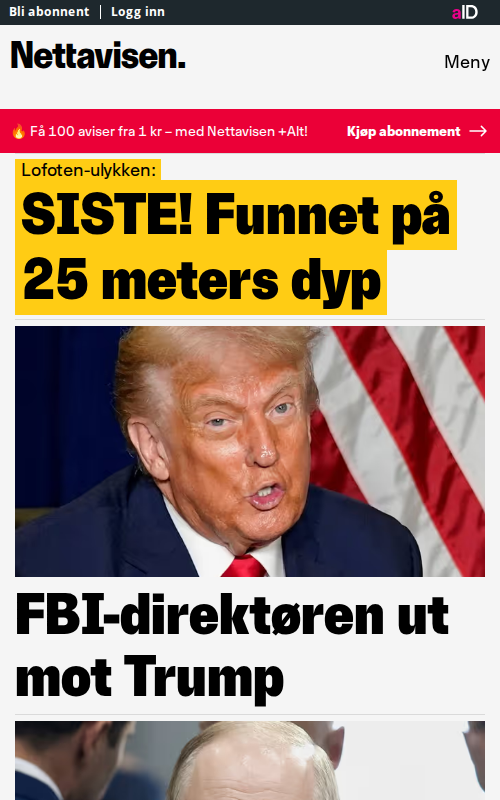 Bli abonnent | Logg inn
aID
Nettavisen.
Meny
🔥 Få 100 aviser fra 1 kr – med Nettavisen +Alt!
Kjøp abonnement →
Lofoten-ulykken:
SISTE! Funnet på
25 meters dyp
FBI-direktøren ut
mot Trump